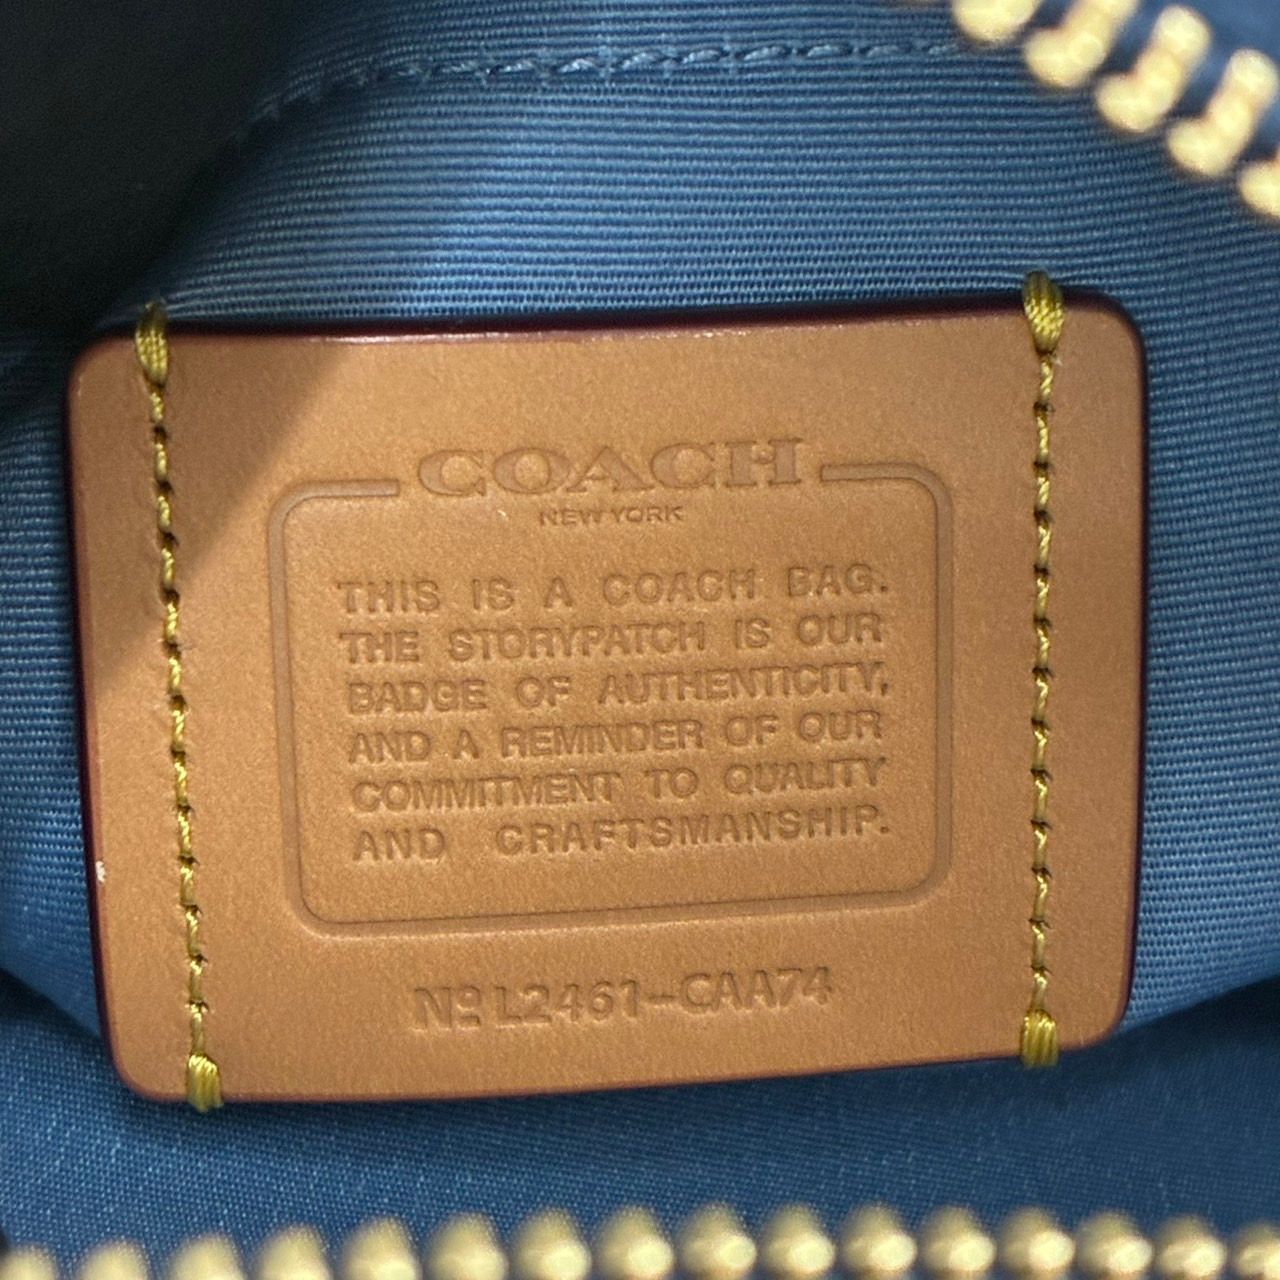 COACH
NEW YORK
THIS IS A COACH BAG.
THE STORYPATCH IS OUR
BADGE OF AUTHENTICITY,
AND A REMINDER OF OUR
COMMITMENT TO QUALITY
AND CRAFTSMANSHIP.
Nº L2461-CAA74